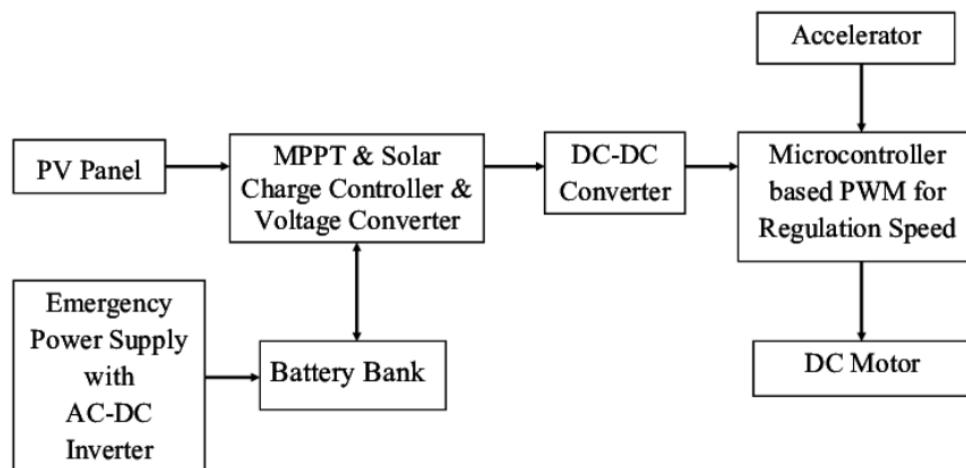 Accelerator
PV Panel
MPPT & Solar
Charge Controller &
Voltage Converter
DC-DC
Converter
Microcontroller
based PWM for
Regulation Speed
Emergency
Power Supply
with
AC-DC
Inverter
Battery Bank
DC Motor